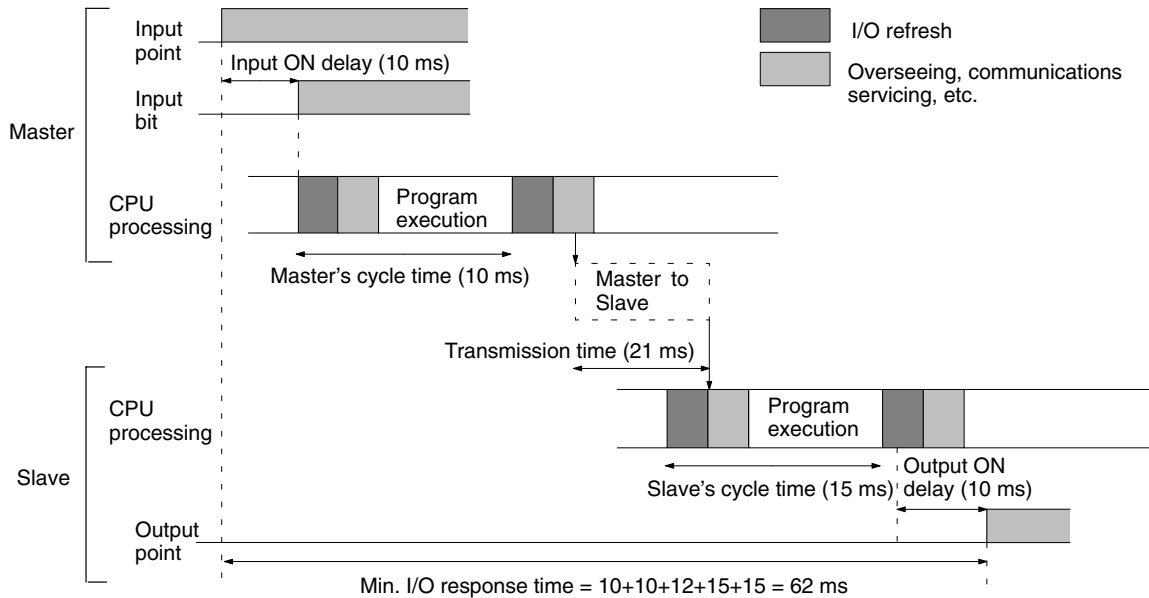 Input
point
I/O refresh
Input ON delay (10 ms)
Overseeing, communications
servicing, etc.
Input
bit
Master
CPU
processing
Program
execution
Master's cycle time (10 ms)
Master to
Slave
Transmission time (21 ms)
CPU
processing
Program
execution
Slave
Slave's cycle time (15 ms)
Output ON
delay (10 ms)
Output
point
Min. I/O response time = 10+10+12+15+15 = 62 ms